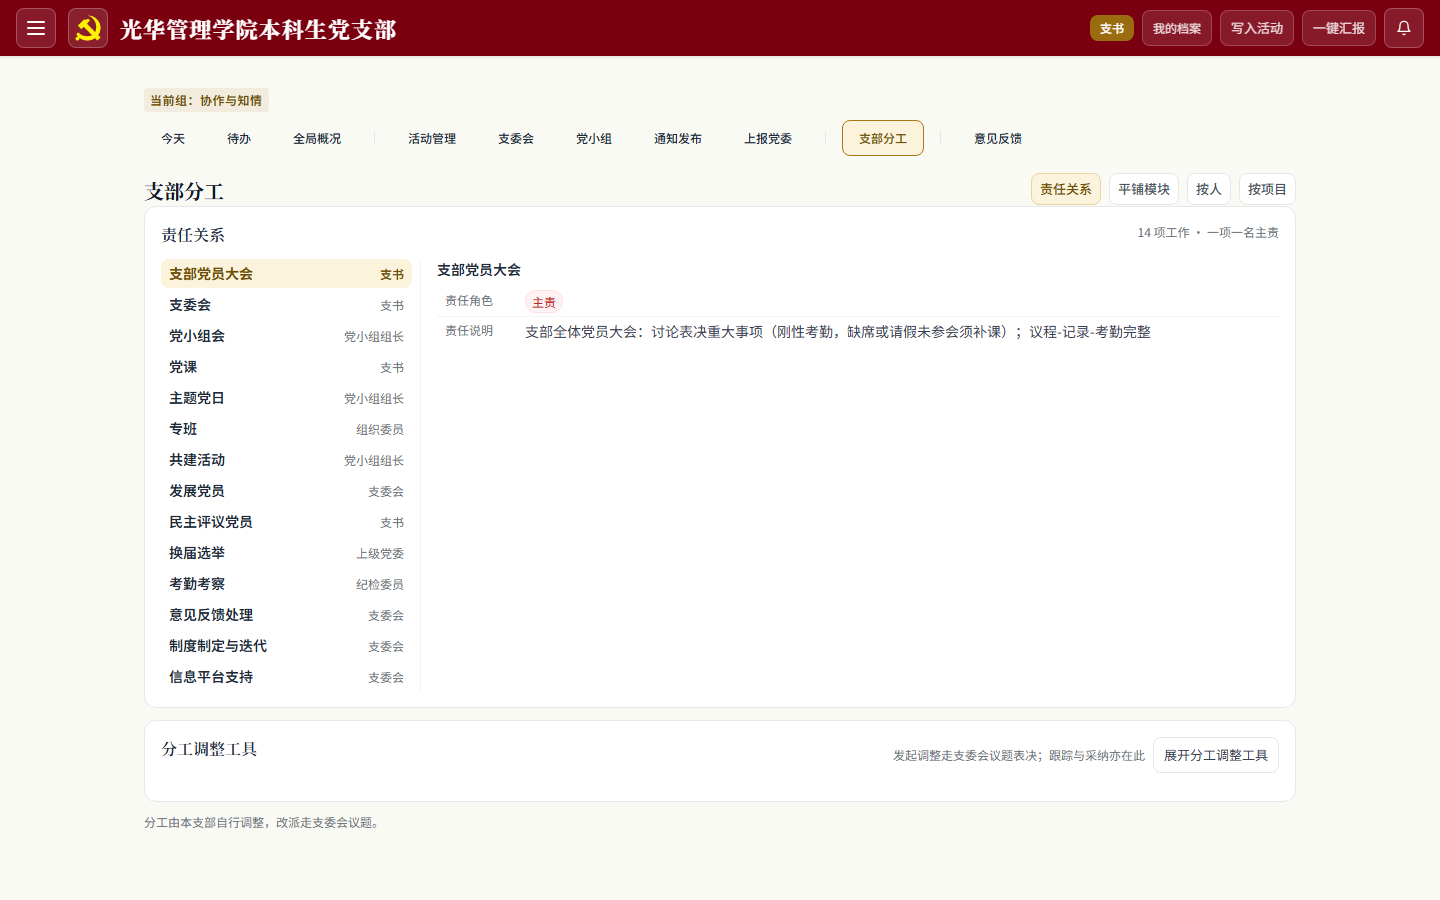 光华管理学院本科生党支部
支书 我的档案 写入活动 一键汇报
当前组：协作与知情
今天 待办 全局概况 活动管理 支委会 党小组 通知发布 上报党委 支部分工 意见反馈
支部分工
责任关系 平铺模块 按人 按项目
责任关系
14 项工作 · 一项一名主责
支部党员大会 支书
支委会 支书
党小组会 党小组组长
党课 支书
主题党日 党小组组长
专班 组织委员
共建活动 党小组组长
发展党员 支委会
民主评议党员 支书
换届选举 上级党委
考勤考察 纪检委员
意见反馈处理 支委会
制度制定与迭代 支委会
信息平台支持 支委会
支部党员大会
责任角色 主责
责任说明 支部全体党员大会：讨论表决重大事项（刚性考勤，缺席或请假未参会须补课）；议程-记录-考勤完整
分工调整工具
发起调整走支委会议题表决；跟踪与采纳亦在此 展开分工调整工具
分工由本支部自行调整，改派走支委会议题。